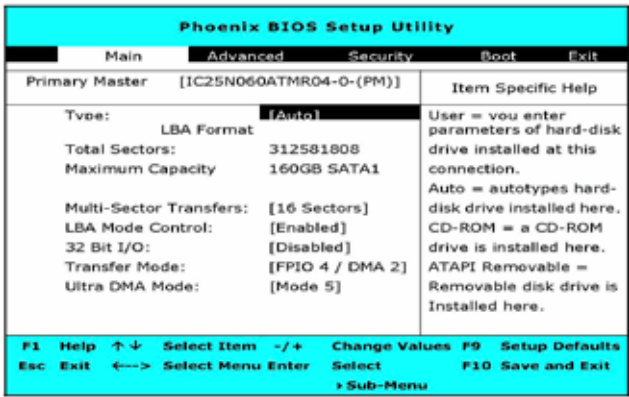 Phoenix BIOS Setup Utility
Main Advanced Security Boot Exit
Primary Master [IC25N060ATMR04-0-(PM)]
Type: [Auto]
LBA Format
Total Sectors: 312581808
Maximum Capacity 160GB SATA1
Multi-Sector Transfers: [16 Sectors]
LBA Mode Control: [Enabled]
32 Bit I/O: [Disabled]
Transfer Mode: [FPIO 4 / DMA 2]
Ultra DMA Mode: [Mode 5]
Item Specific Help
User = you enter
parameters of hard-disk
drive installed at this
connection.
Auto = autotypes hard-
disk drive installed here.
CD-ROM = a CD-ROM
drive is installed here.
ATAPI Removable =
Removable disk drive is
Installed here.
F1 Help ↑↓ Select Item -/+ Change Values F9 Setup Defaults
Esc Exit <--> Select Menu Enter Select F10 Save and Exit
▸Sub-Menu